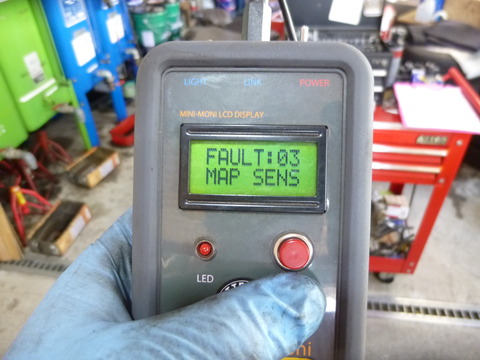 LIGHT LINK POWER
MINI-MONI LCD DISPLAY
FAULT:03
MAP SENS
LED